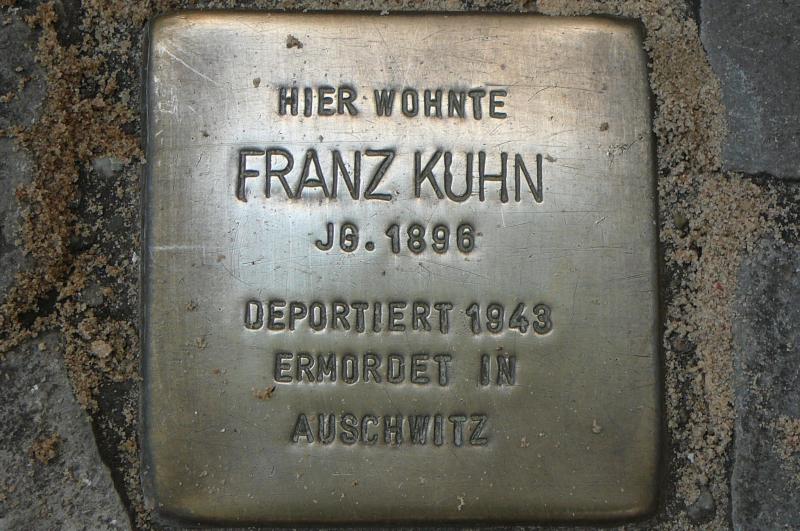 HIER WOHNTE
FRANZ KUHN
JG. 1896
DEPORTIERT 1943
ERMORDET IN
AUSCHWITZ